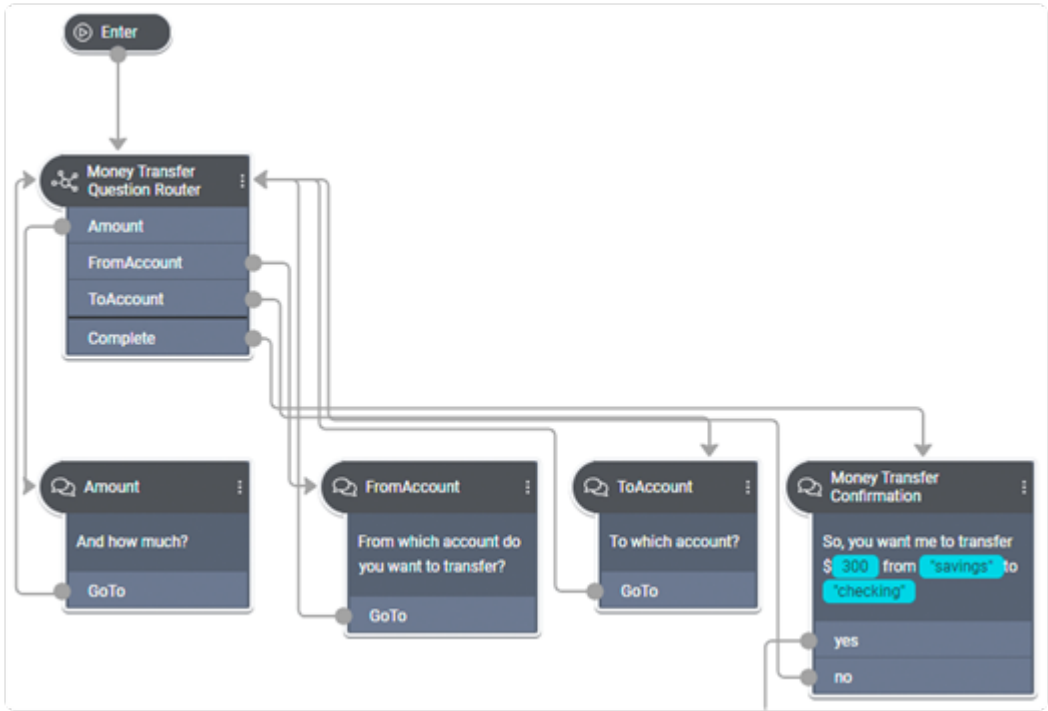 Enter
Money Transfer
Question Router
Amount
FromAccount
ToAccount
Complete
Amount
And how much?
GoTo
FromAccount
From which account do
you want to transfer?
GoTo
ToAccount
To which account?
GoTo
Money Transfer
Confirmation
So, you want me to transfer
$ 300 from "savings" to
"checking"
yes
no